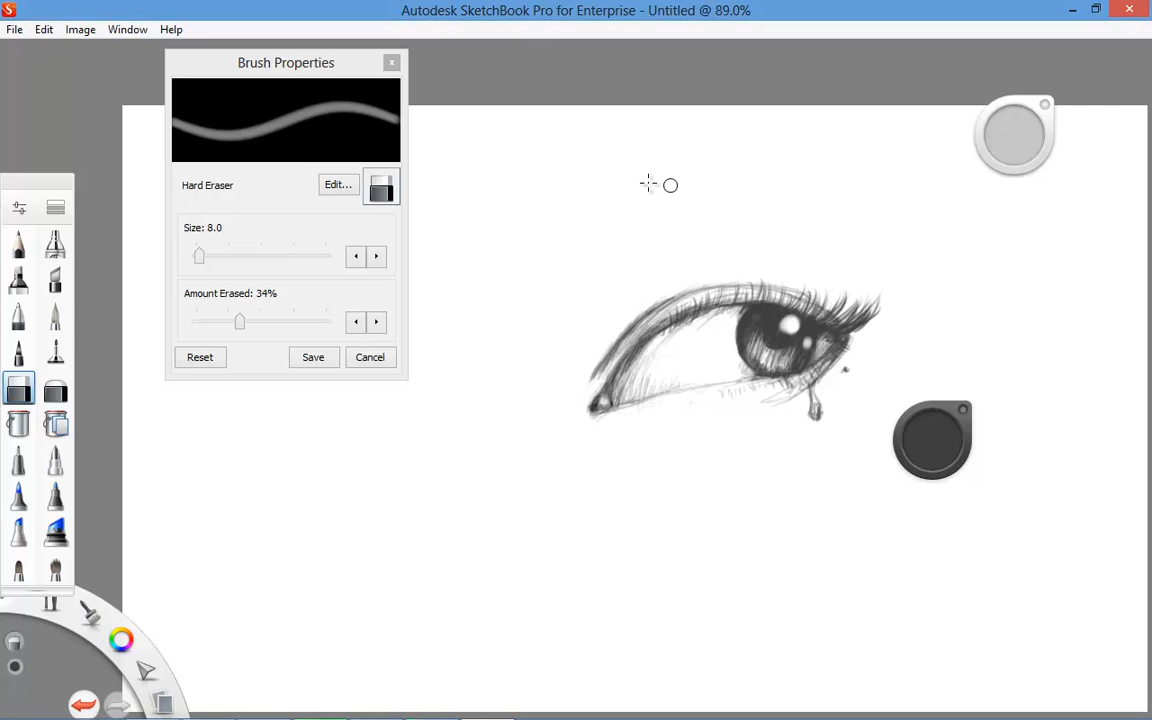 Autodesk SketchBook Pro for Enterprise - Untitled @ 89.0%
File Edit Image Window Help
Brush Properties
Hard Eraser Edit...
Size: 8.0
Amount Erased: 34%
Reset Save Cancel